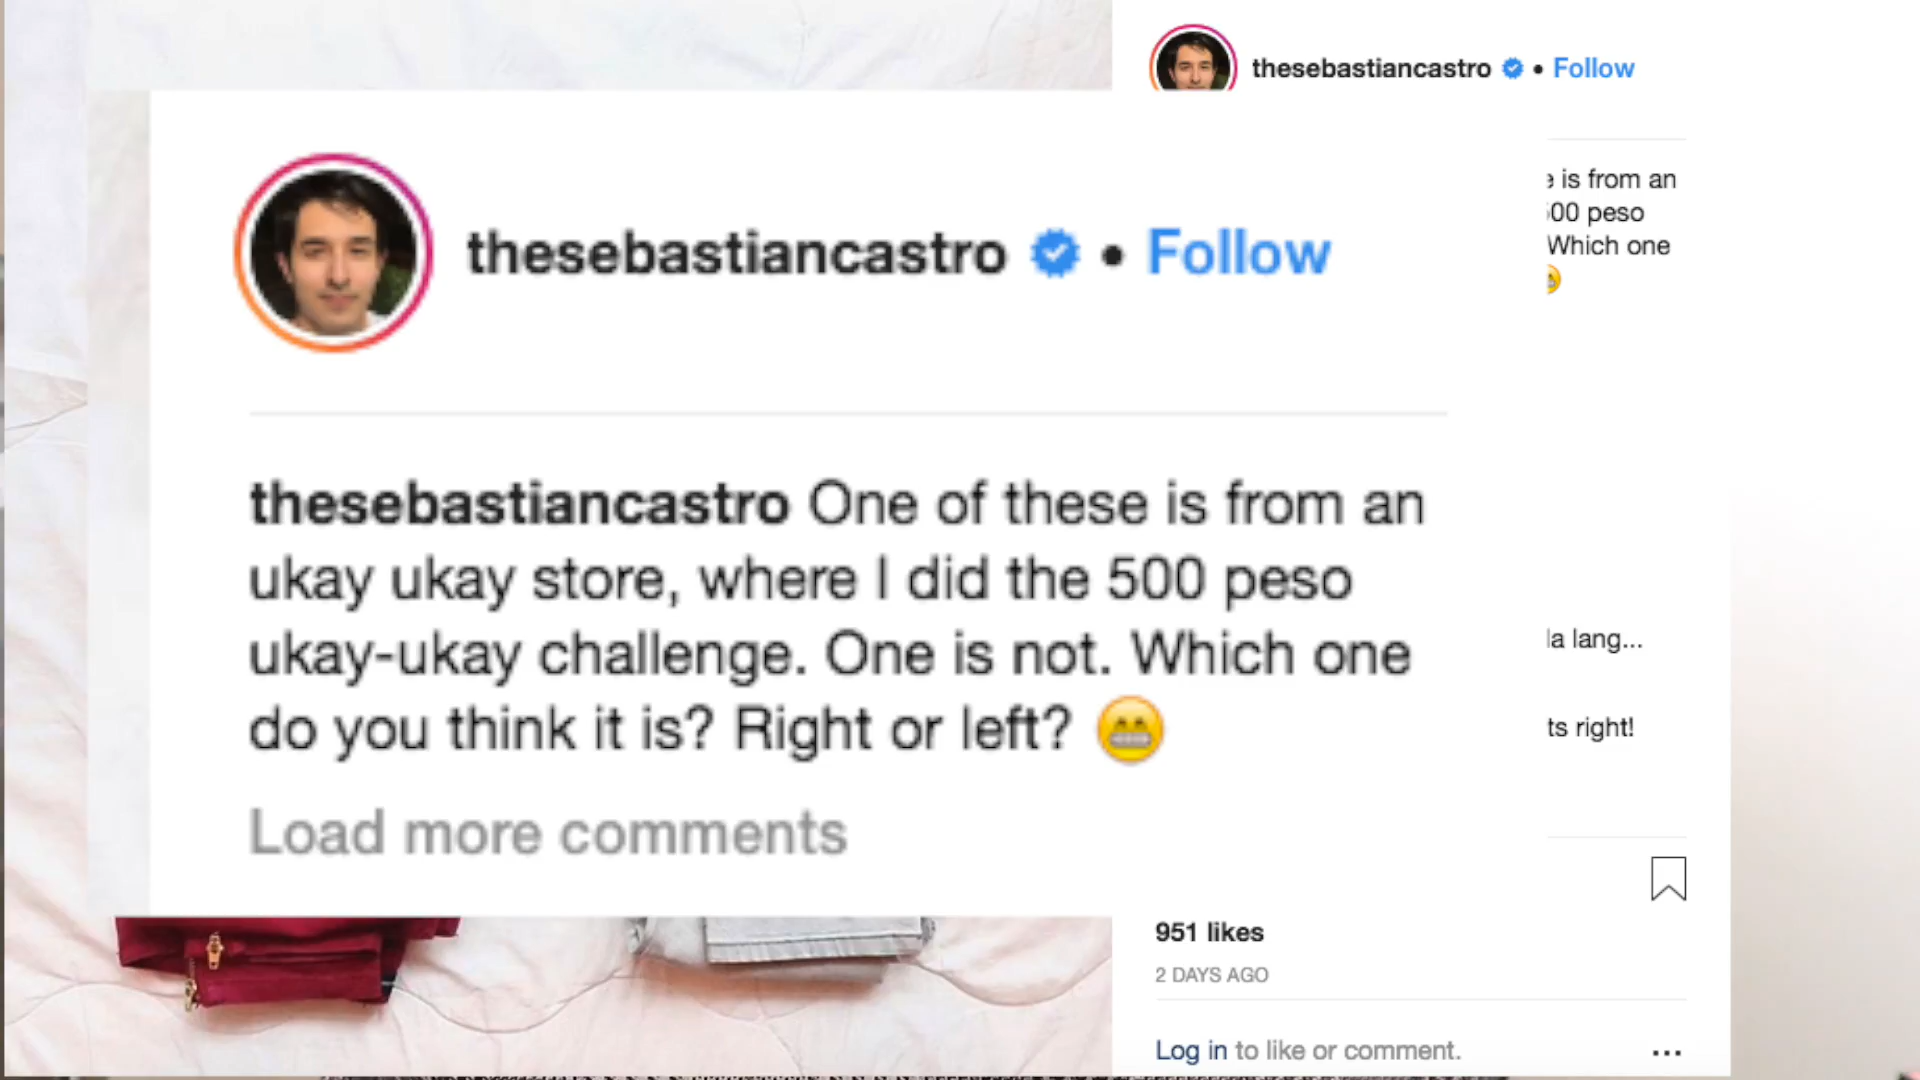 thesebastiancastro • Follow
thesebastiancastro • Follow
thesebastiancastro One of these is from an
ukay ukay store, where I did the 500 peso
ukay-ukay challenge. One is not. Which one
do you think it is? Right or left? 😁
Load more comments
is from an
00 peso
Which one
la lang...
ts right!
951 likes
2 DAYS AGO
Log in to like or comment.